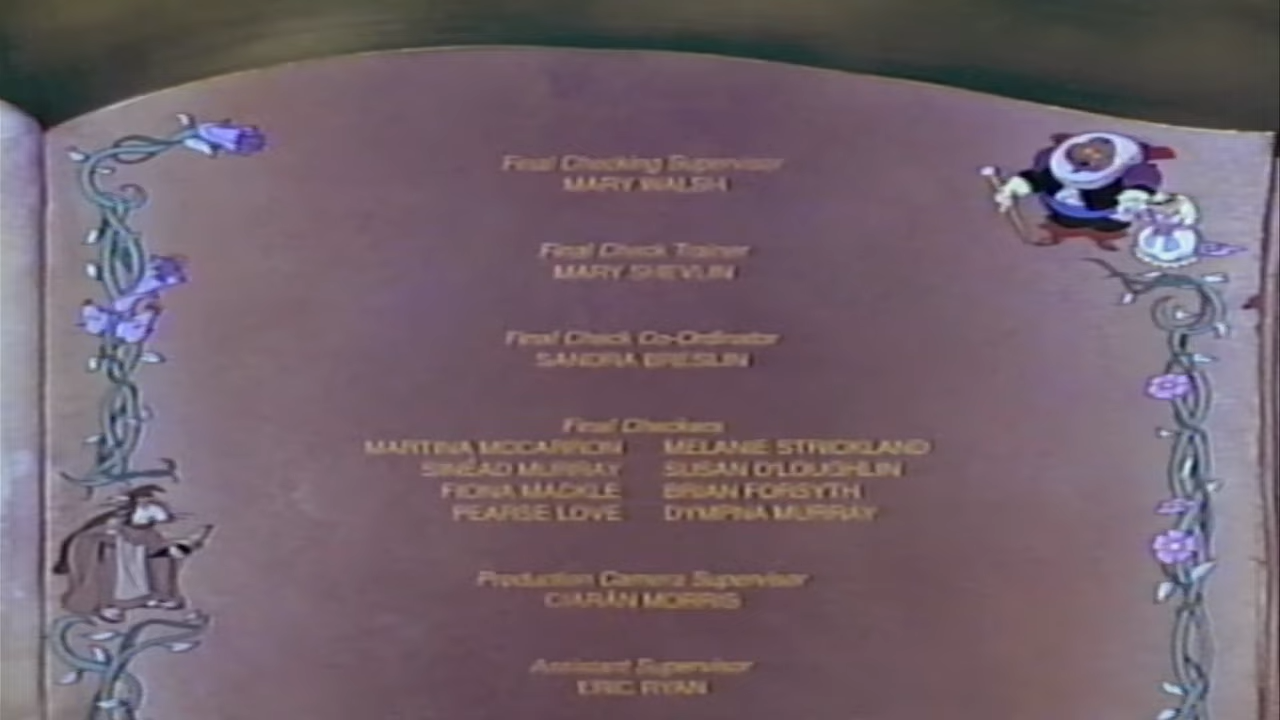 Final Checking Supervisor
MARY WALSH
Final Check Trainer
MARY SHEVLIN
Final Check Co-Ordinator
SANDRA BRESLIN
Final Checkers
MARTINA MCCARRON MELANIE STRICKLAND
SINEAD MURRAY SUSAN O'LOUGHLIN
FIONA MACKLE BRIAN FORSYTH
PEARSE LOVE DYMPNA MURRAY
Production Camera Supervisor
CIARÁN MORRIS
Assistant Supervisor
ERIC RYAN